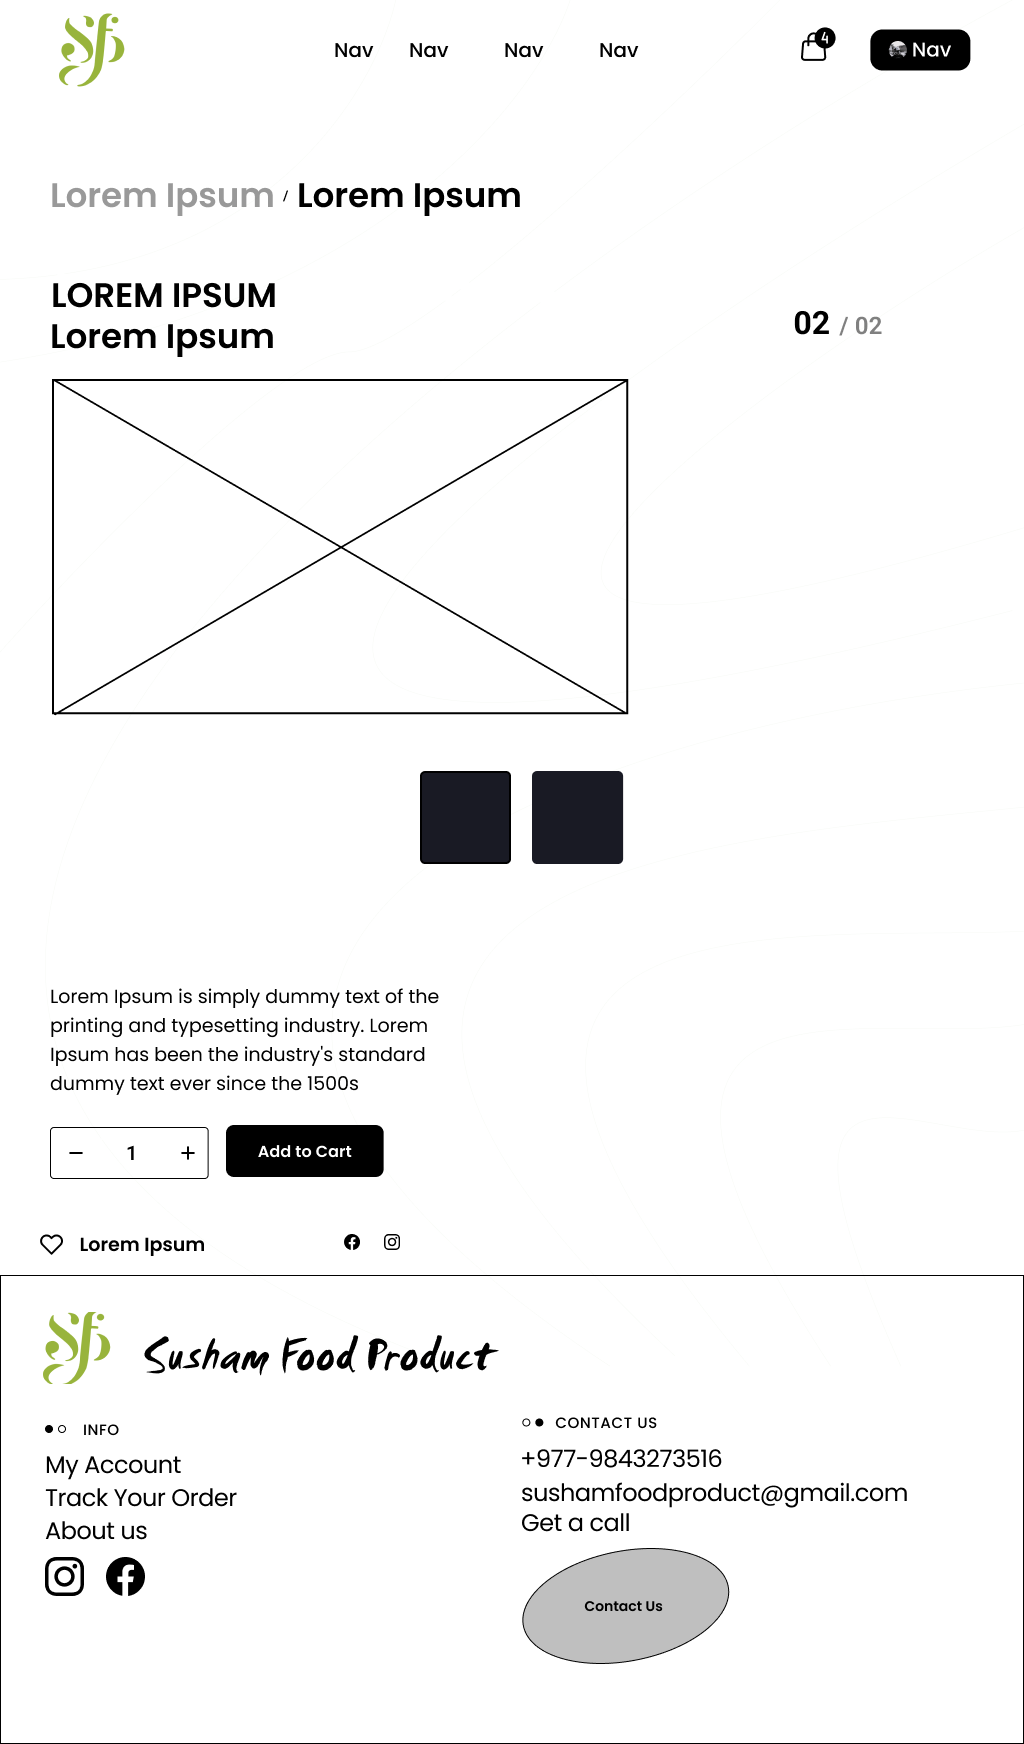 Sfp
Nav Nav Nav Nav 4 Nav
Lorem Ipsum / Lorem Ipsum
LOREM IPSUM
Lorem Ipsum
02 / 02
Lorem Ipsum is simply dummy text of the
printing and typesetting industry. Lorem
Ipsum has been the industry's standard
dummy text ever since the 1500s
− 1 + Add to Cart
Lorem Ipsum
Sfp
Susham Food Product
INFO
My Account
Track Your Order
About us
CONTACT US
+977-9843273516
sushamfoodproduct@gmail.com
Get a call
Contact Us